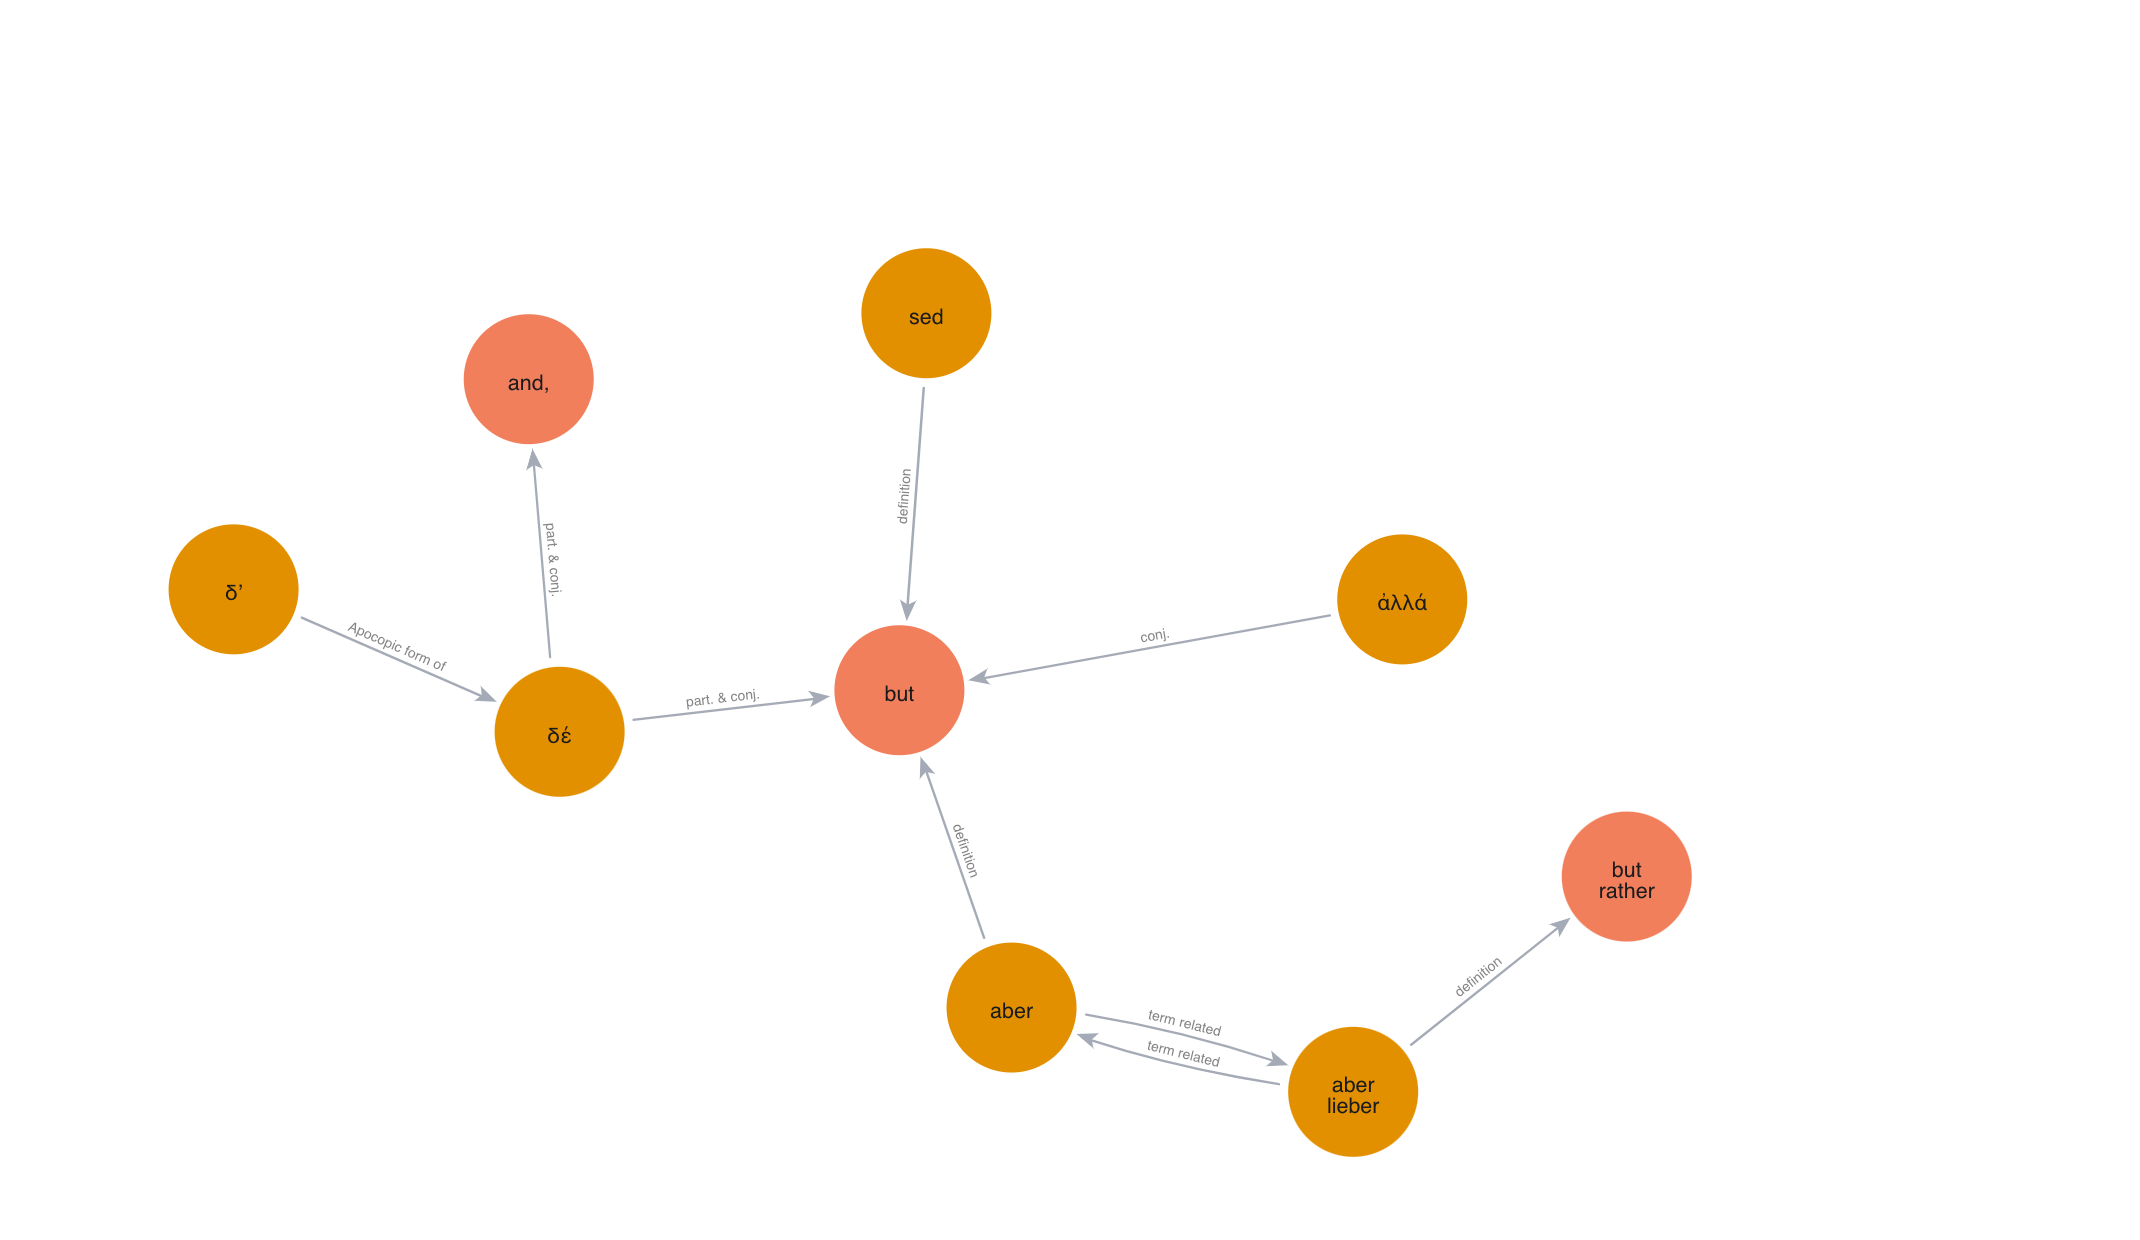 sed
and,
definition
part. & conj.
δ’
ἀλλά
Apocopic form of
conj.
part. & conj.
but
δέ
definition
but
rather
definition
aber
term related
term related
aber
lieber